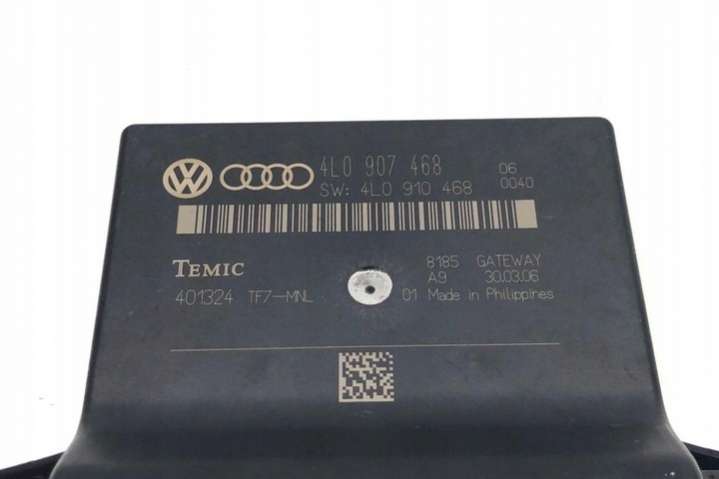 4L0 907 468 06
SW: 4L0 910 468 0040
TEMIC 8185 GATEWAY
A9 30.03.06
401324 TF7-MNL 01 Made in Philippines